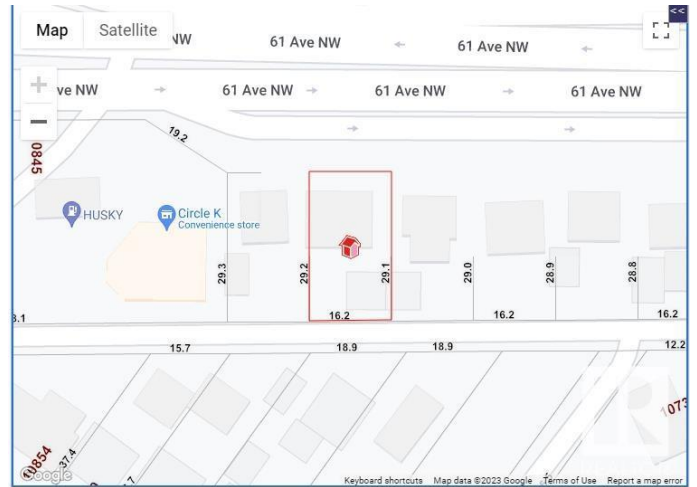 <<
Map Satellite
NW
61 Ave NW
61 Ave NW
ve NW
61 Ave NW
61 Ave NW
61 Ave NW
19.2
0845
HUSKY
Circle K
Convenience store
29.3
29.2
29.1
29.0
28.9
28.8
3.1
16.2
16.2
16.2
15.7
18.9
18.9
12.2
1073
10854
37.4
.7
Google
Keyboard shortcuts Map data ©2023 Google Terms of Use Report a map error